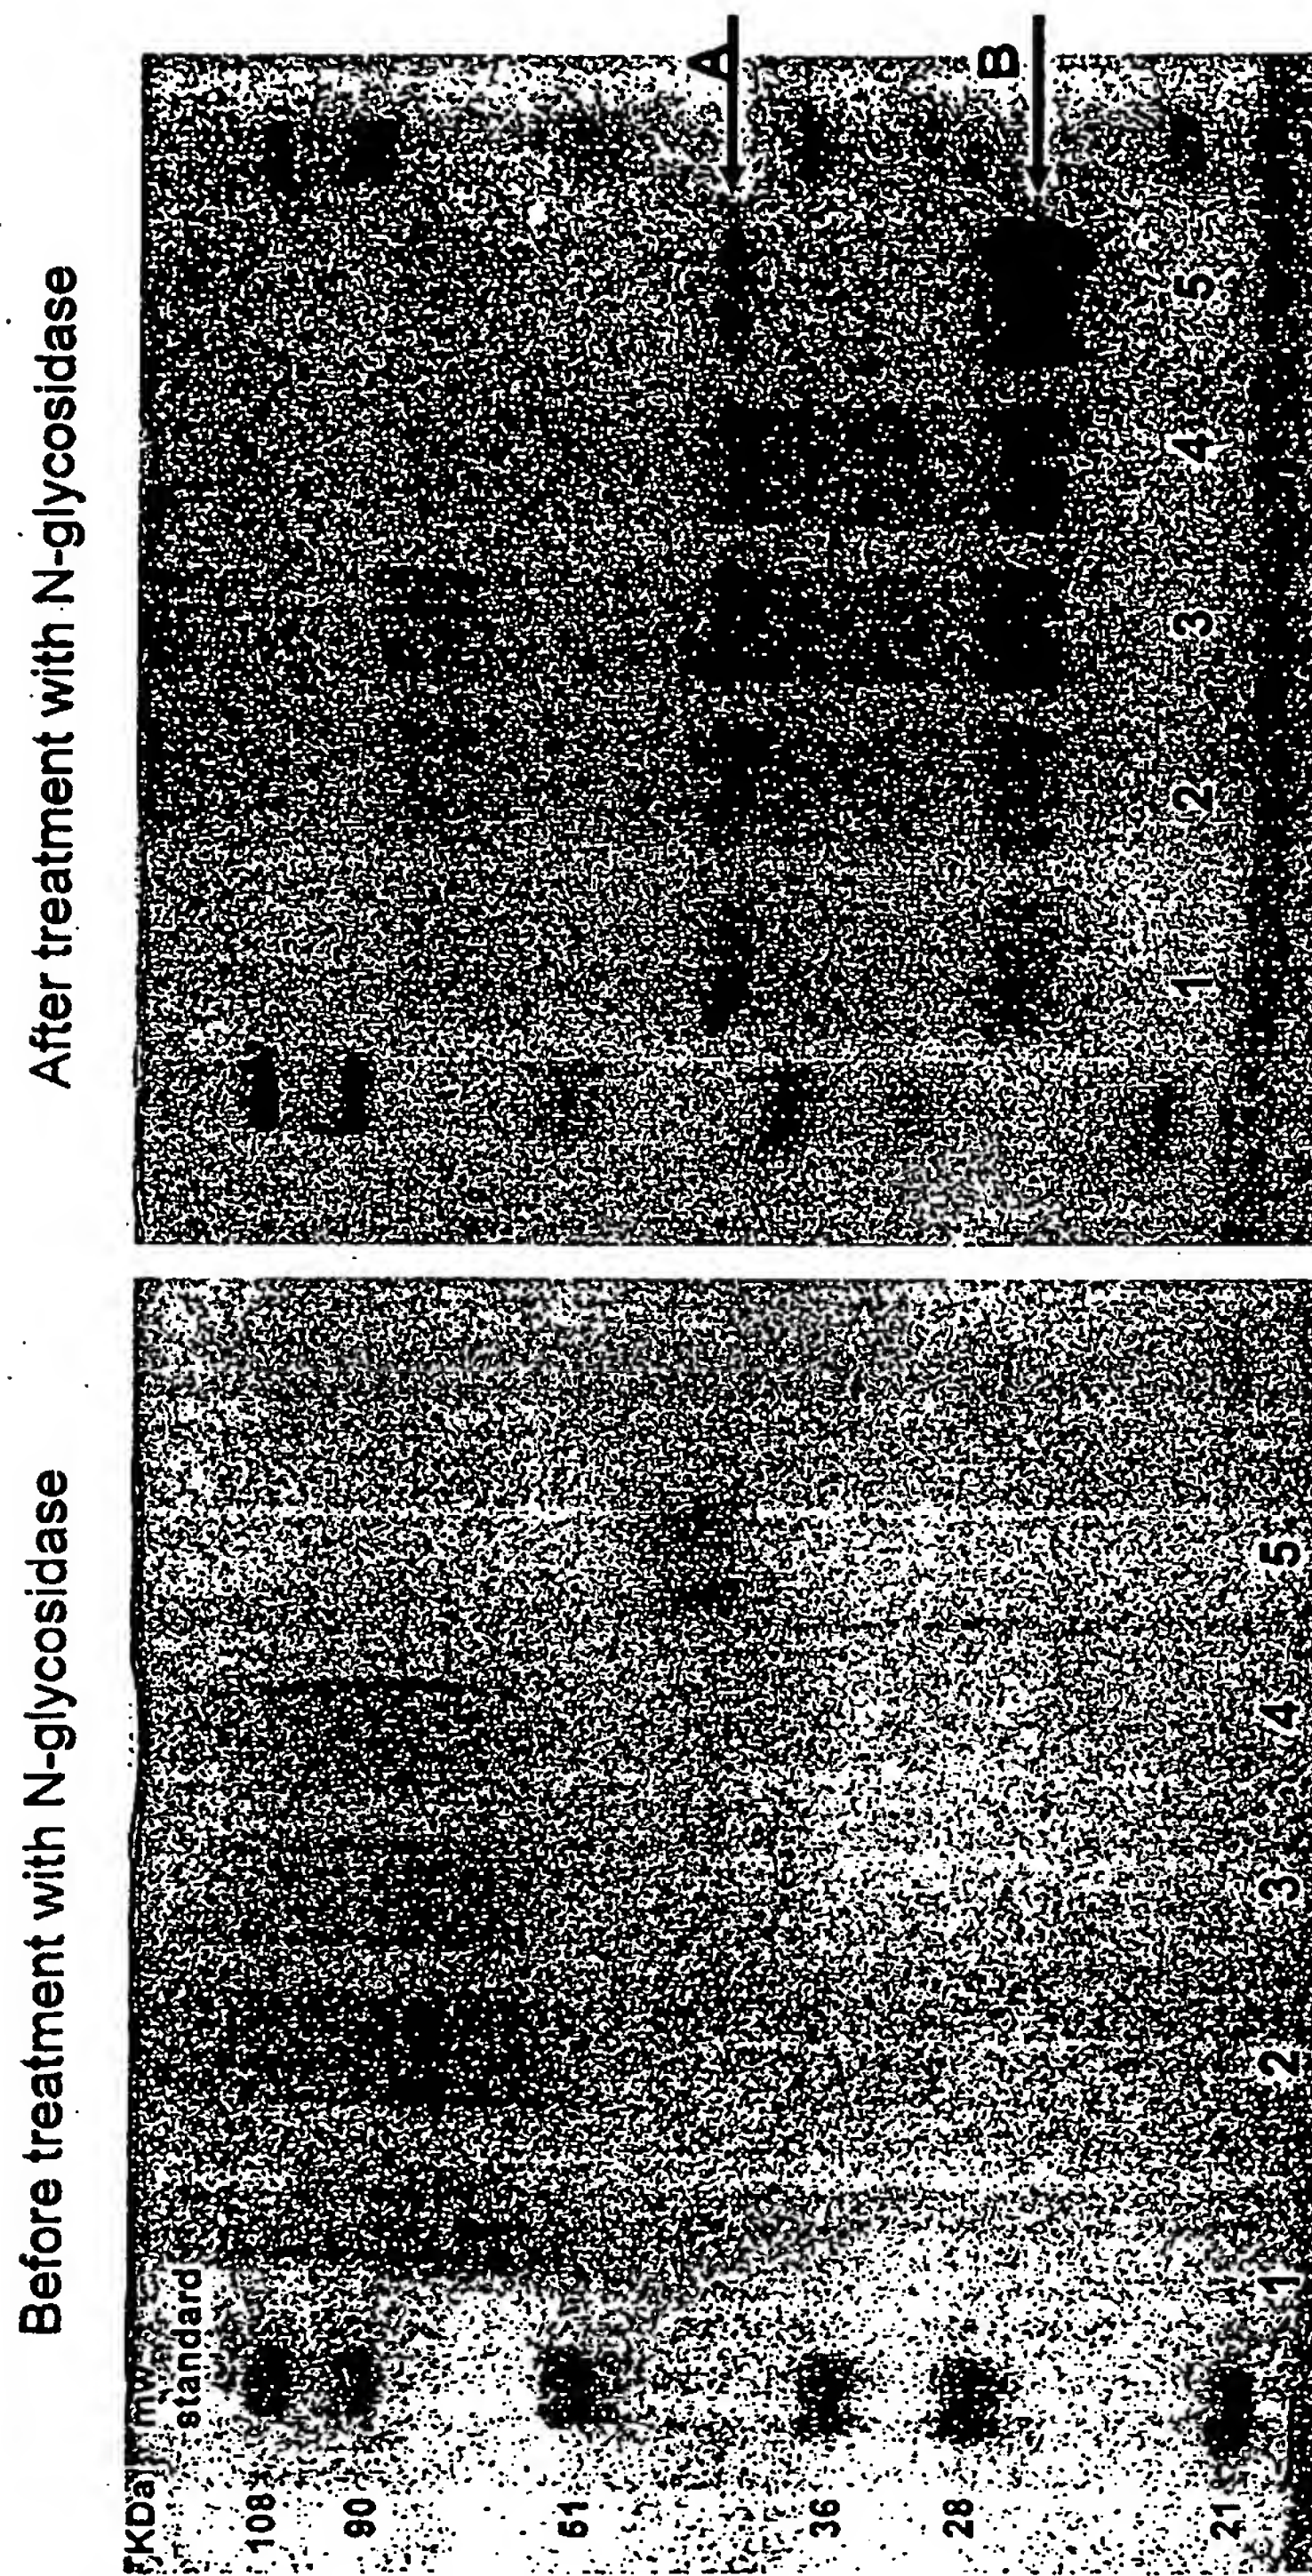 Before treatment with N-glycosidase
After treatment with N-glycosidase
[KDa] mw
standard
108
90
61
36
28
21
1 2 3 4 5
1 2 3 4 5
A
B